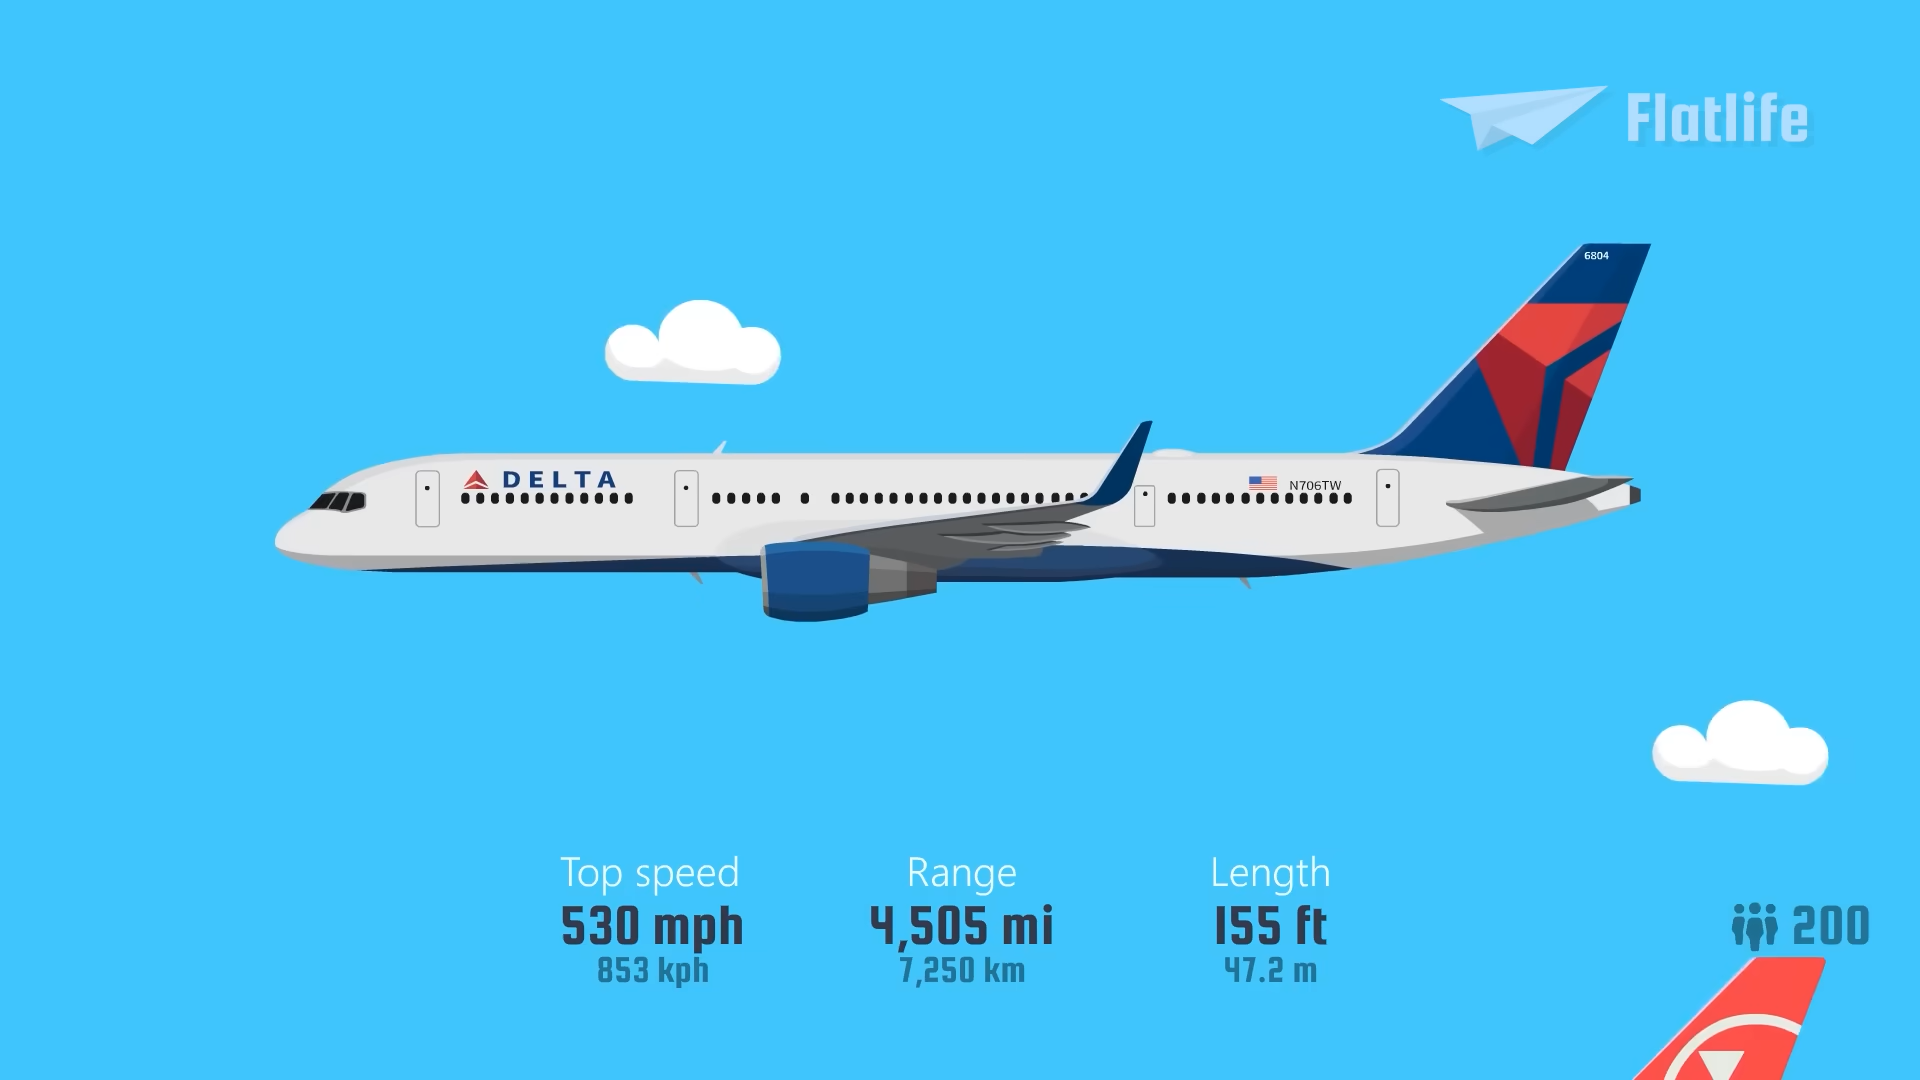 Flatlife
6804
DELTA
N706TW
Top speed
530 mph
853 kph
Range
4,505 mi
7,250 km
Length
155 ft
47.2 m
200